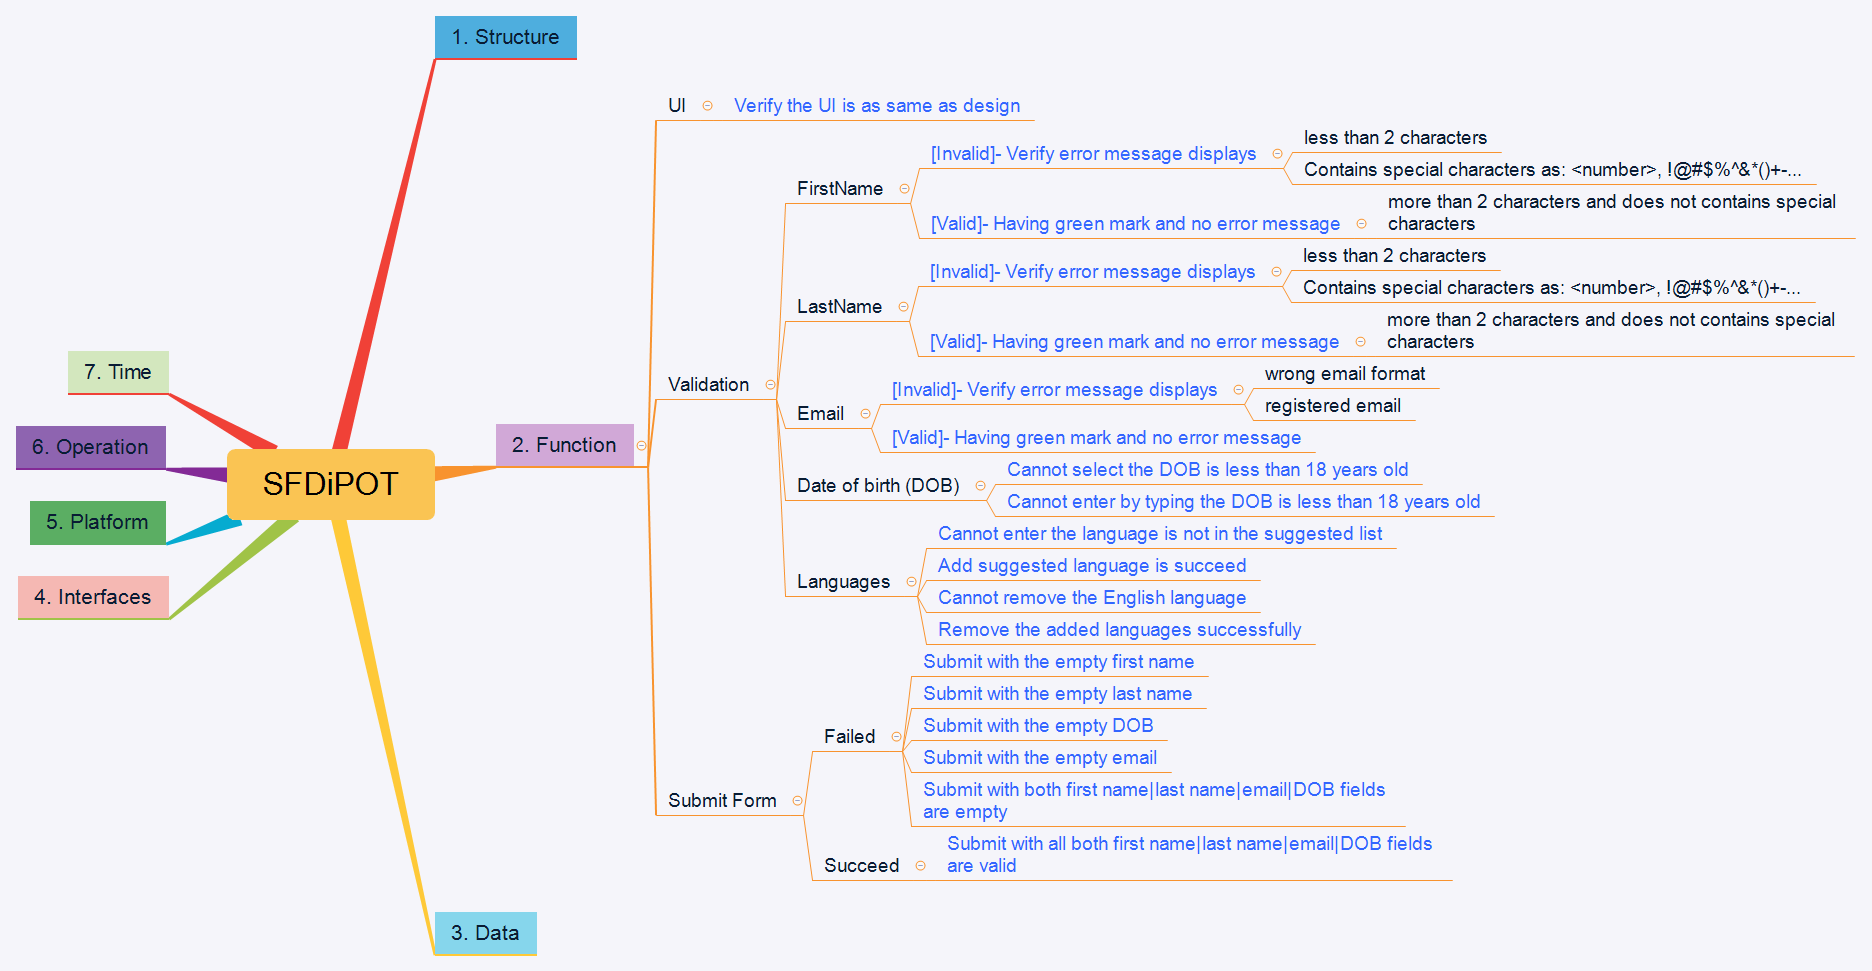 1. Structure
UI
Verify the UI is as same as design
less than 2 characters
[Invalid]- Verify error message displays
Contains special characters as: <number>, !@#$%^&*()+-...
FirstName
more than 2 characters and does not contains special
characters
[Valid]- Having green mark and no error message
less than 2 characters
[Invalid]- Verify error message displays
Contains special characters as: <number>, !@#$%^&*()+-...
LastName
more than 2 characters and does not contains special
characters
[Valid]- Having green mark and no error message
Validation
wrong email format
[Invalid]- Verify error message displays
registered email
Email
[Valid]- Having green mark and no error message
Cannot select the DOB is less than 18 years old
Date of birth (DOB)
Cannot enter by typing the DOB is less than 18 years old
Cannot enter the language is not in the suggested list
Add suggested language is succeed
Languages
Cannot remove the English language
Remove the added languages successfully
2. Function
Submit with the empty first name
Submit with the empty last name
Failed
Submit with the empty DOB
Submit with the empty email
Submit with both first name|last name|email|DOB fields
are empty
Submit Form
Submit with all both first name|last name|email|DOB fields
are valid
Succeed
7. Time
6. Operation
SFDiPOT
5. Platform
4. Interfaces
3. Data